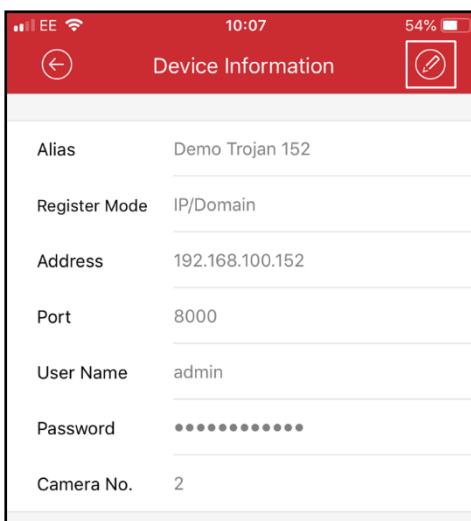 EE 10:07 54%
Device Information
Alias Demo Trojan 152
Register Mode IP/Domain
Address 192.168.100.152
Port 8000
User Name admin
Password ••••••••••••
Camera No. 2